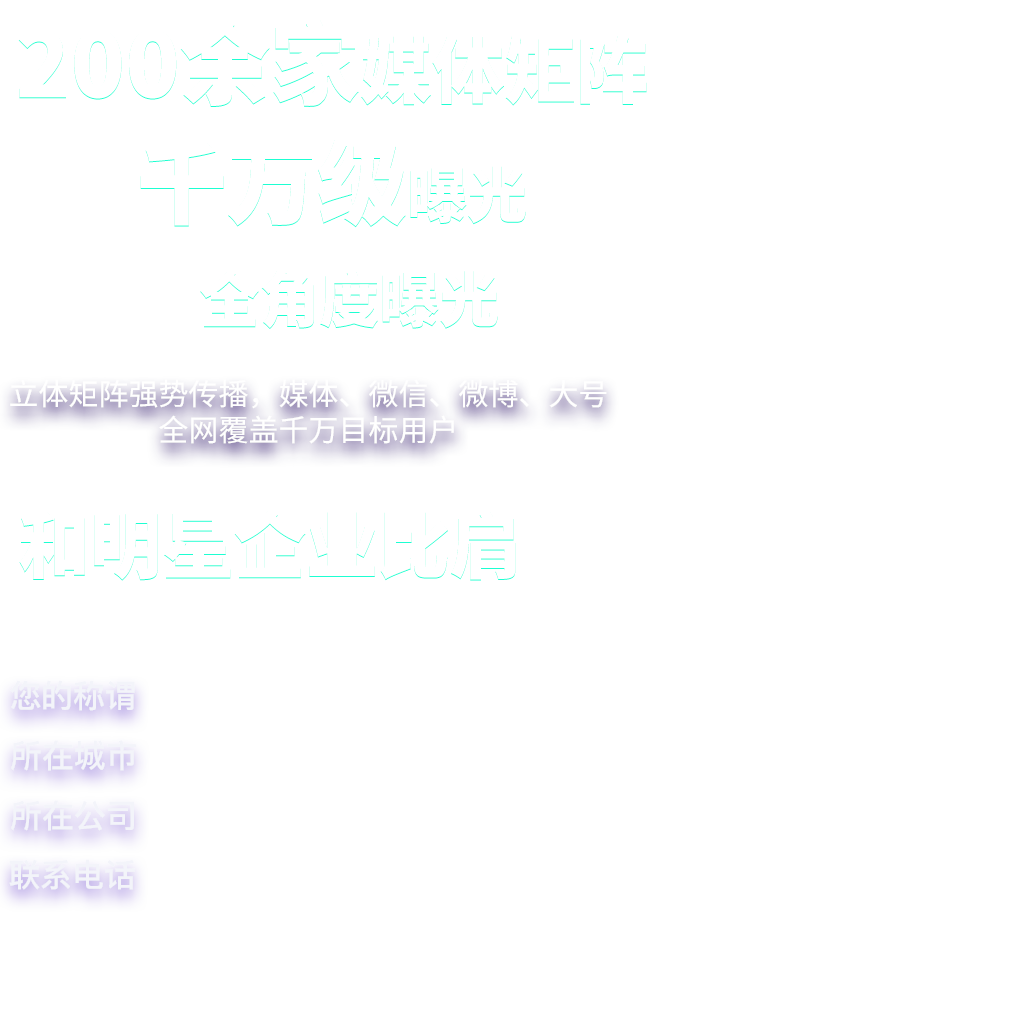 200余家媒体矩阵
千万级曝光
全角度曝光
立体矩阵强势传播，媒体、微信、微博、大号
全网覆盖千万目标用户
和明星企业比肩
您的称谓
所在城市
所在公司
联系电话